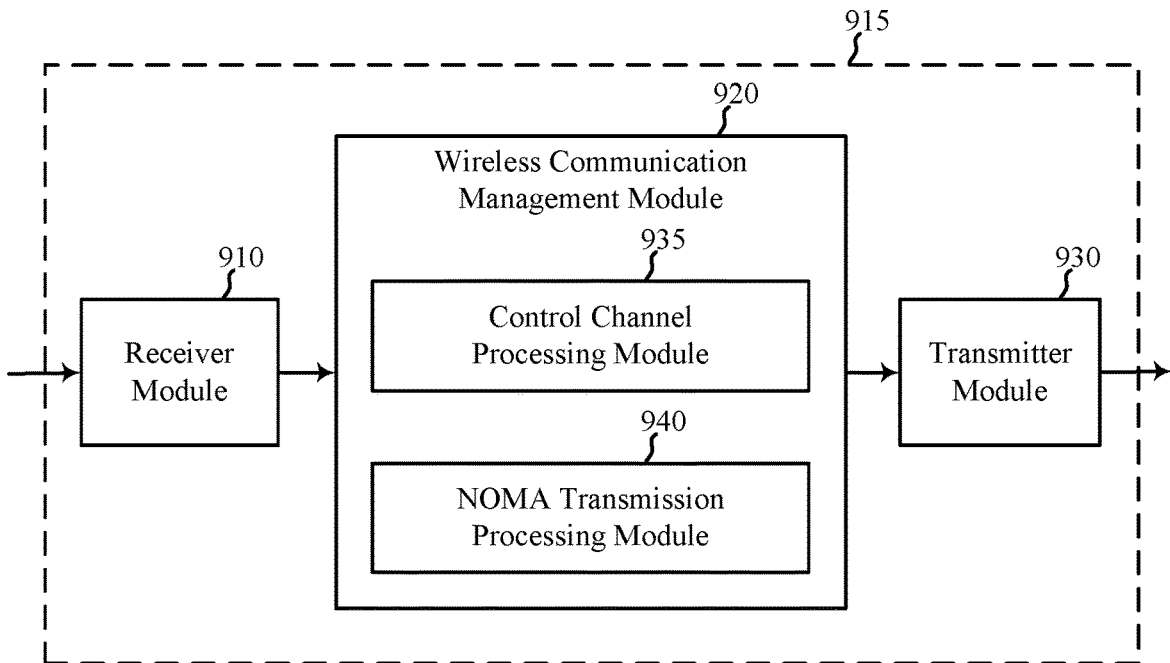 915
920
Wireless Communication
Management Module
935
910
930
Control Channel
Processing Module
Receiver
Module
Transmitter
Module
940
NOMA Transmission
Processing Module